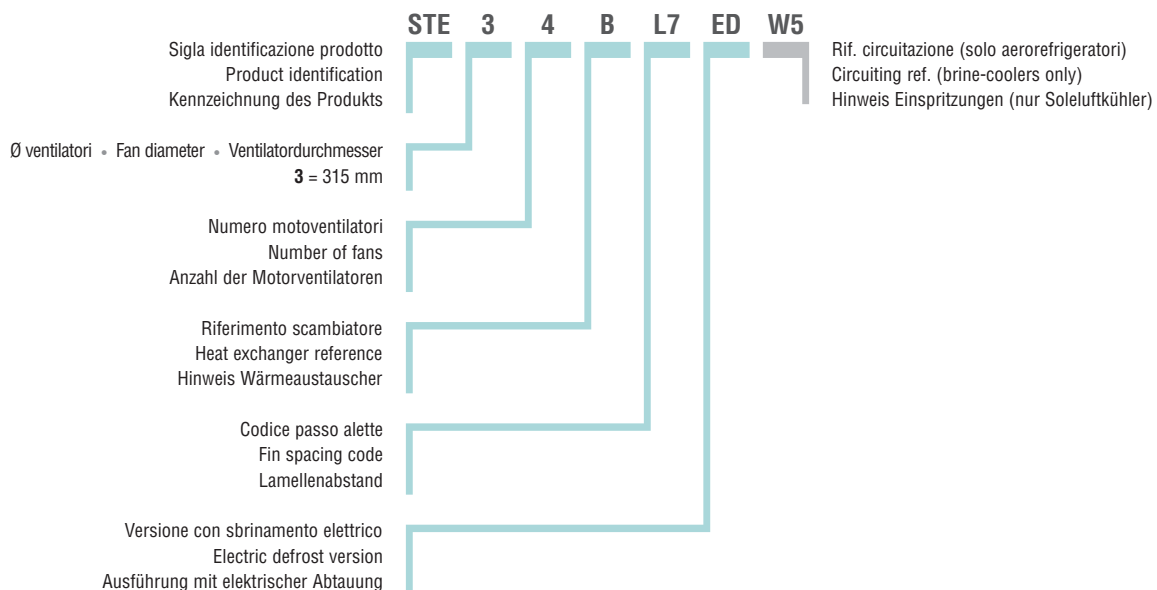 STE 3 4 B L7 ED W5
Sigla identificazione prodotto
Product identification
Kennzeichnung des Produkts
Rif. circuitazione (solo aerorefrigeratori)
Circuiting ref. (brine-coolers only)
Hinweis Einspritzungen (nur Soleluftkühler)
Ø ventilatori • Fan diameter • Ventilatordurchmesser
3 = 315 mm
Numero motoventilatori
Number of fans
Anzahl der Motorventilatoren
Riferimento scambiatore
Heat exchanger reference
Hinweis Wärmeaustauscher
Codice passo alette
Fin spacing code
Lamellenabstand
Versione con sbrinamento elettrico
Electric defrost version
Ausführung mit elektrischer Abtauung